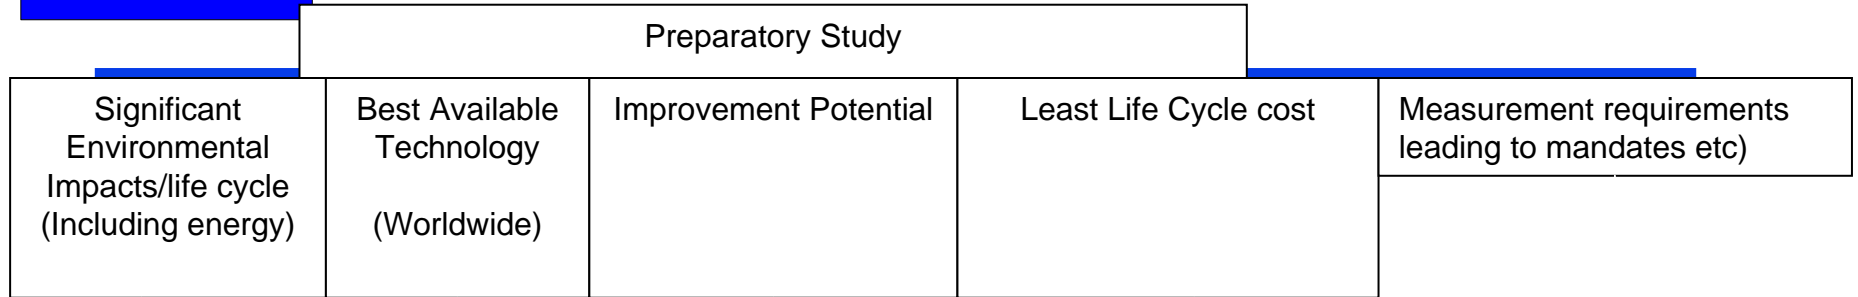 Preparatory Study
Significant
Environmental
Impacts/life cycle
(Including energy)
Best Available
Technology
(Worldwide)
Improvement Potential
Least Life Cycle cost
Measurement requirements
leading to mandates etc)